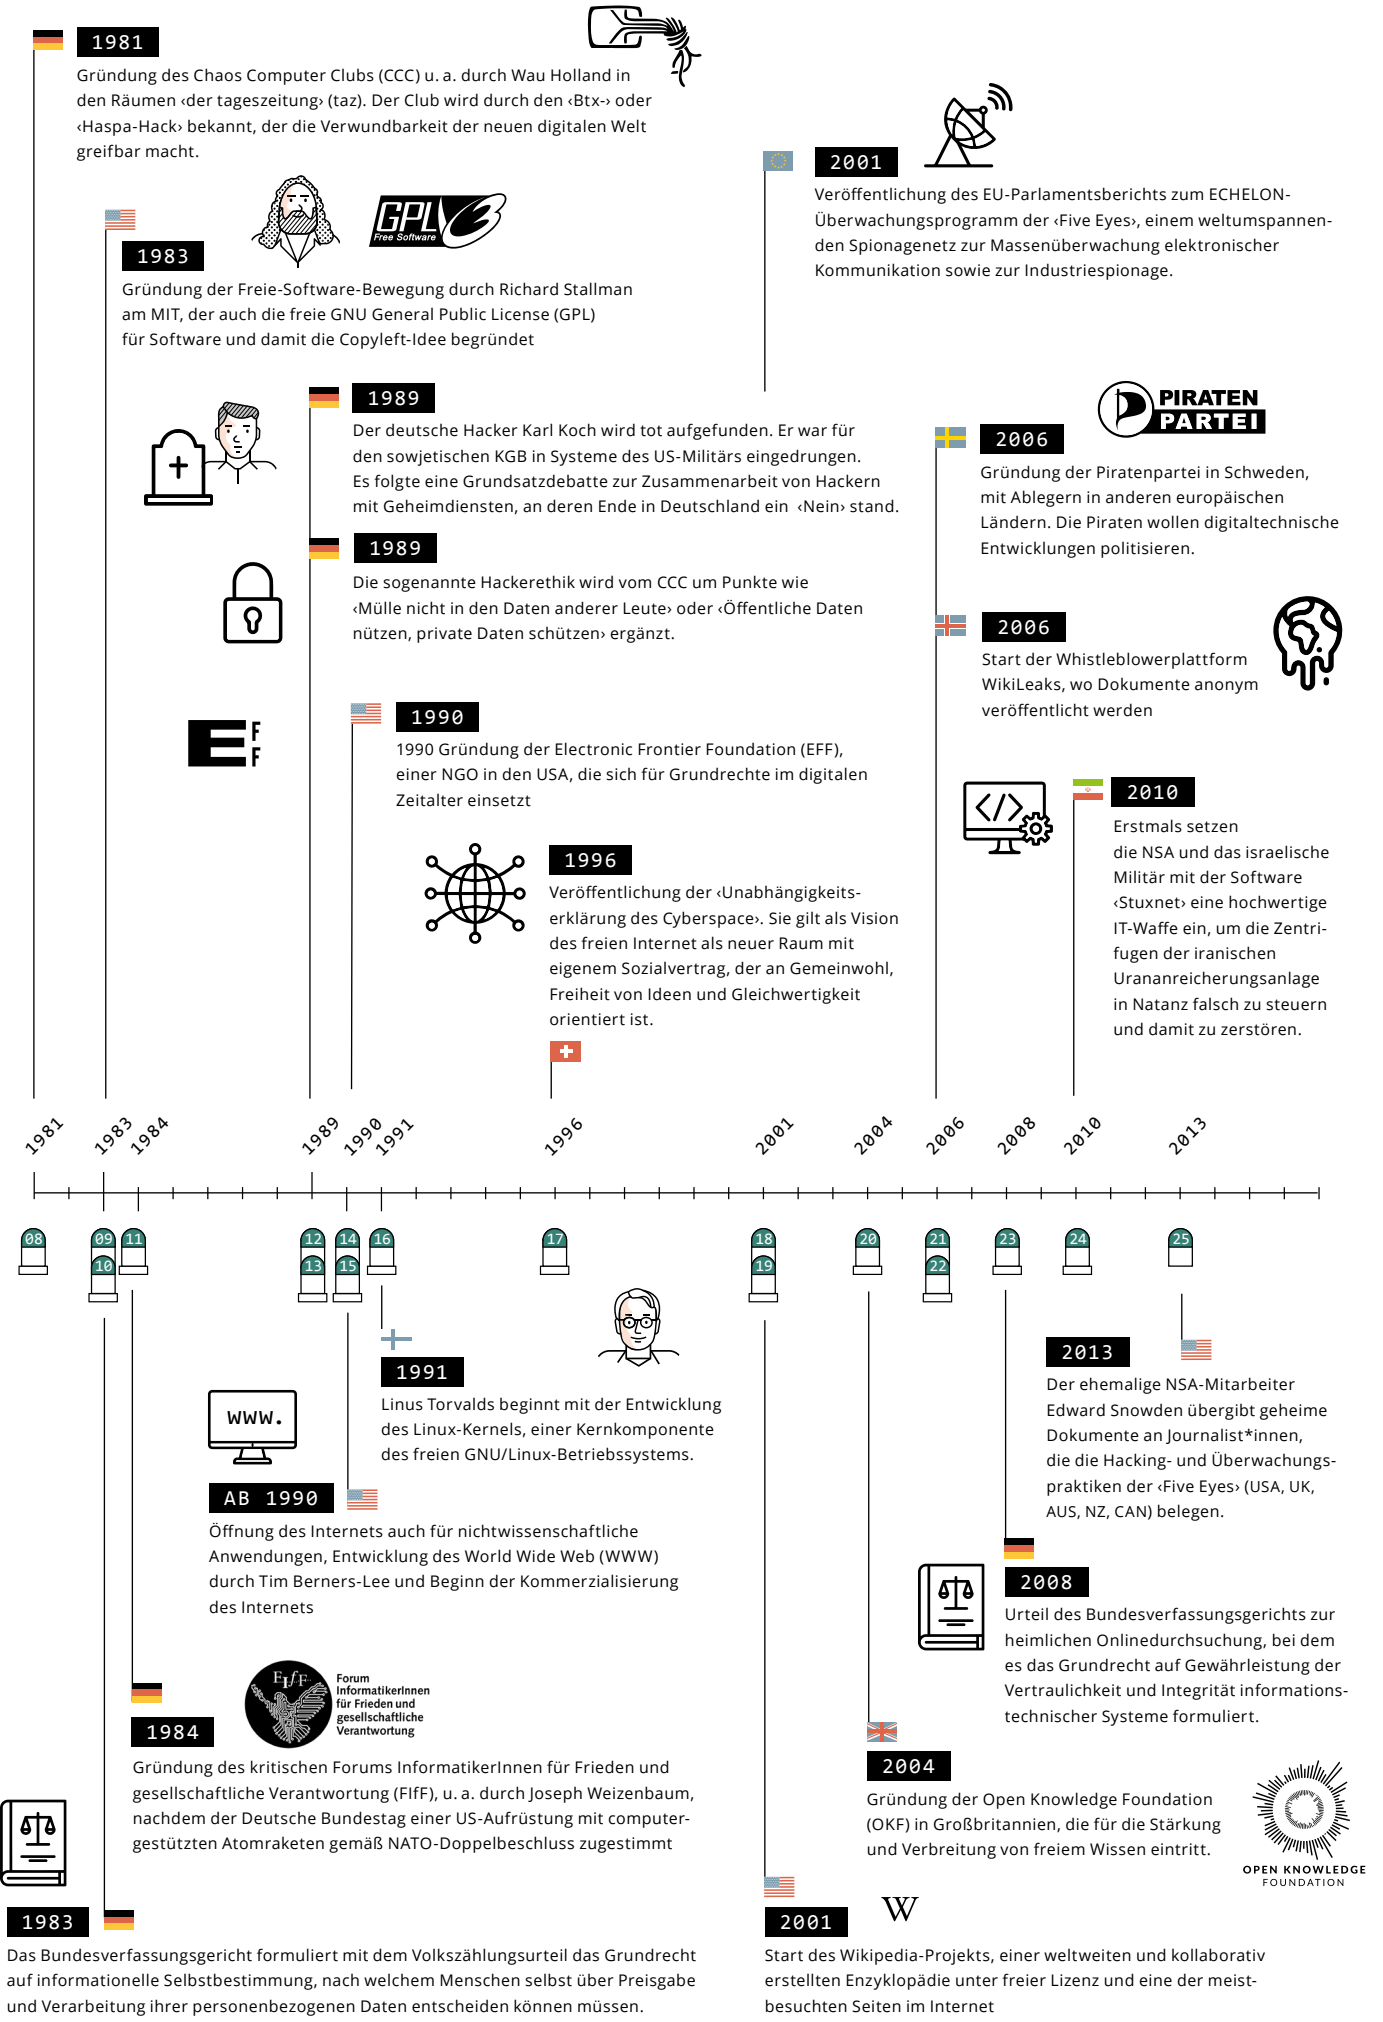 1981
Gründung des Chaos Computer Clubs (CCC) u. a. durch Wau Holland in
den Räumen ‹der tageszeitung› (taz). Der Club wird durch den ‹Btx-› oder
‹Haspa-Hack› bekannt, der die Verwundbarkeit der neuen digitalen Welt
greifbar macht.
GPLv3
Free Software
1983
Gründung der Freie-Software-Bewegung durch Richard Stallman
am MIT, der auch die freie GNU General Public License (GPL)
für Software und damit die Copyleft-Idee begründet
2001
Veröffentlichung des EU-Parlamentsberichts zum ECHELON-
Überwachungsprogramm der ‹Five Eyes›, einem weltumspannen-
den Spionagenetz zur Massenüberwachung elektronischer
Kommunikation sowie zur Industriespionage.
1989
Der deutsche Hacker Karl Koch wird tot aufgefunden. Er war für
den sowjetischen KGB in Systeme des US-Militärs eingedrungen.
Es folgte eine Grundsatzdebatte zur Zusammenarbeit von Hackern
mit Geheimdiensten, an deren Ende in Deutschland ein ‹Nein› stand.
1989
Die sogenannte Hackerethik wird vom CCC um Punkte wie
‹Mülle nicht in den Daten anderer Leute› oder ‹Öffentliche Daten
nützen, private Daten schützen› ergänzt.
PIRATEN
PARTEI
2006
Gründung der Piratenpartei in Schweden,
mit Ablegern in anderen europäischen
Ländern. Die Piraten wollen digitaltechnische
Entwicklungen politisieren.
2006
Start der Whistleblowerplattform
WikiLeaks, wo Dokumente anonym
veröffentlicht werden
EFF
1990
1990 Gründung der Electronic Frontier Foundation (EFF),
einer NGO in den USA, die sich für Grundrechte im digitalen
Zeitalter einsetzt
1996
Veröffentlichung der ‹Unabhängigkeits-
erklärung des Cyberspace›. Sie gilt als Vision
des freien Internet als neuer Raum mit
eigenem Sozialvertrag, der an Gemeinwohl,
Freiheit von Ideen und Gleichwertigkeit
orientiert ist.
</>
2010
Erstmals setzen
die NSA und das israelische
Militär mit der Software
‹Stuxnet› eine hochwertige
IT-Waffe ein, um die Zentri-
fugen der iranischen
Urananreicherungsanlage
in Natanz falsch zu steuern
und damit zu zerstören.
1981 1983 1984 1989 1990 1991 1996 2001 2004 2006 2008 2010 2013
08 09 11 12 14 16 17 18 20 21 23 24 25
10 13 15 19 22
1991
Linus Torvalds beginnt mit der Entwicklung
des Linux-Kernels, einer Kernkomponente
des freien GNU/Linux-Betriebssystems.
www.
AB 1990
Öffnung des Internets auch für nichtwissenschaftliche
Anwendungen, Entwicklung des World Wide Web (WWW)
durch Tim Berners-Lee und Beginn der Kommerzialisierung
des Internets
2013
Der ehemalige NSA-Mitarbeiter
Edward Snowden übergibt geheime
Dokumente an Journalist*innen,
die die Hacking- und Überwachungs-
praktiken der ‹Five Eyes› (USA, UK,
AUS, NZ, CAN) belegen.
2008
Urteil des Bundesverfassungsgerichts zur
heimlichen Onlinedurchsuchung, bei dem
es das Grundrecht auf Gewährleistung der
Vertraulichkeit und Integrität informations-
technischer Systeme formuliert.
FIfF
Forum
InformatikerInnen
für Frieden und
gesellschaftliche
Verantwortung
1984
Gründung des kritischen Forums InformatikerInnen für Frieden und
gesellschaftliche Verantwortung (FIfF), u. a. durch Joseph Weizenbaum,
nachdem der Deutsche Bundestag einer US-Aufrüstung mit computer-
gestützten Atomraketen gemäß NATO-Doppelbeschluss zugestimmt
2004
Gründung der Open Knowledge Foundation
(OKF) in Großbritannien, die für die Stärkung
und Verbreitung von freiem Wissen eintritt.
OPEN KNOWLEDGE
FOUNDATION
1983
Das Bundesverfassungsgericht formuliert mit dem Volkszählungsurteil das Grundrecht
auf informationelle Selbstbestimmung, nach welchem Menschen selbst über Preisgabe
und Verarbeitung ihrer personenbezogenen Daten entscheiden können müssen.
W
2001
Start des Wikipedia-Projekts, einer weltweiten und kollaborativ
erstellten Enzyklopädie unter freier Lizenz und eine der meist-
besuchten Seiten im Internet